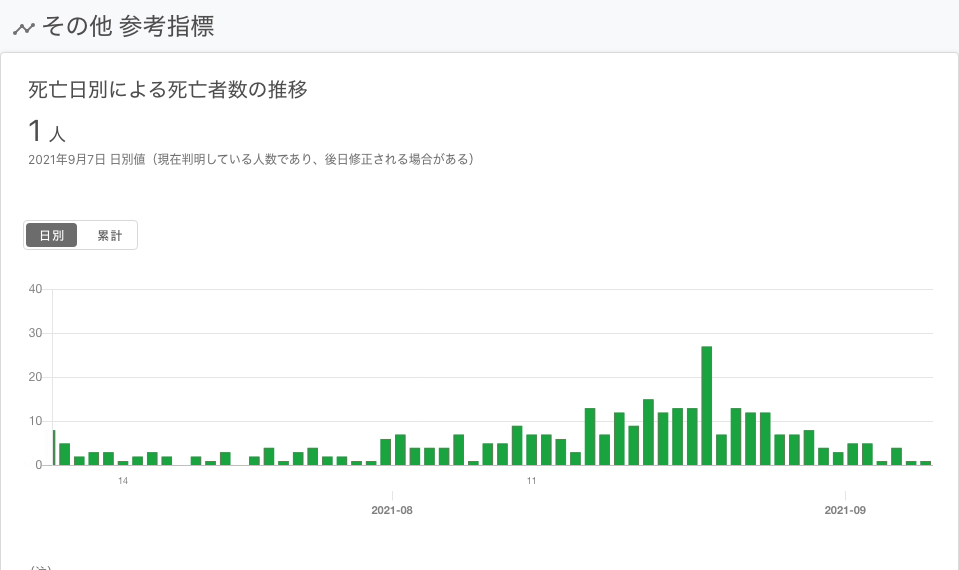 その他 参考指標
死亡日別による死亡者数の推移
1 人
2021年9月7日 日別値（現在判明している人数であり、後日修正される場合がある）
日別 累計
40
30
20
10
0
14 11
2021-08 2021-09